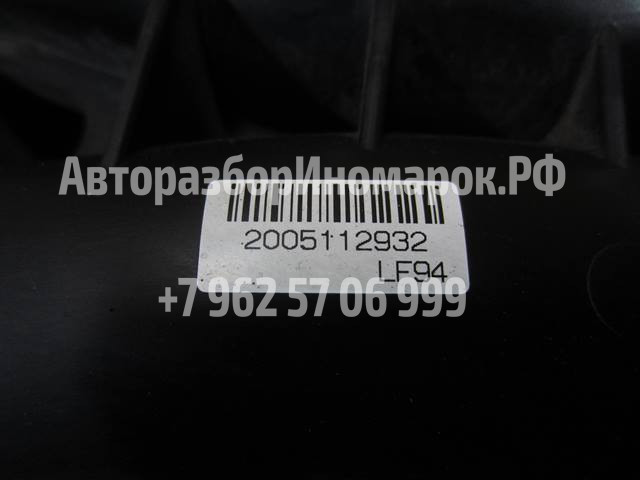 АвторазборИномарок.РФ
2005112932
LF94
+7 962 57 06 999